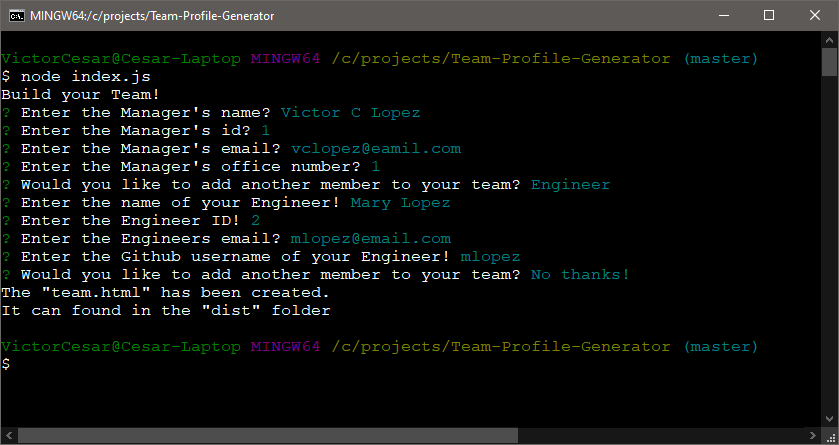 MINGW64:/c/projects/Team-Profile-Generator
VictorCesar@Cesar-Laptop MINGW64 /c/projects/Team-Profile-Generator (master)
$ node index.js
Build your Team!
? Enter the Manager's name? Victor C Lopez
? Enter the Manager's id? 1
? Enter the Manager's email? vclopez@eamil.com
? Enter the Manager's office number? 1
? Would you like to add another member to your team? Engineer
? Enter the name of your Engineer! Mary Lopez
? Enter the Engineer ID! 2
? Enter the Engineers email? mlopez@email.com
? Enter the Github username of your Engineer! mlopez
? Would you like to add another member to your team? No thanks!
The "team.html" has been created.
It can found in the "dist" folder
VictorCesar@Cesar-Laptop MINGW64 /c/projects/Team-Profile-Generator (master)
$